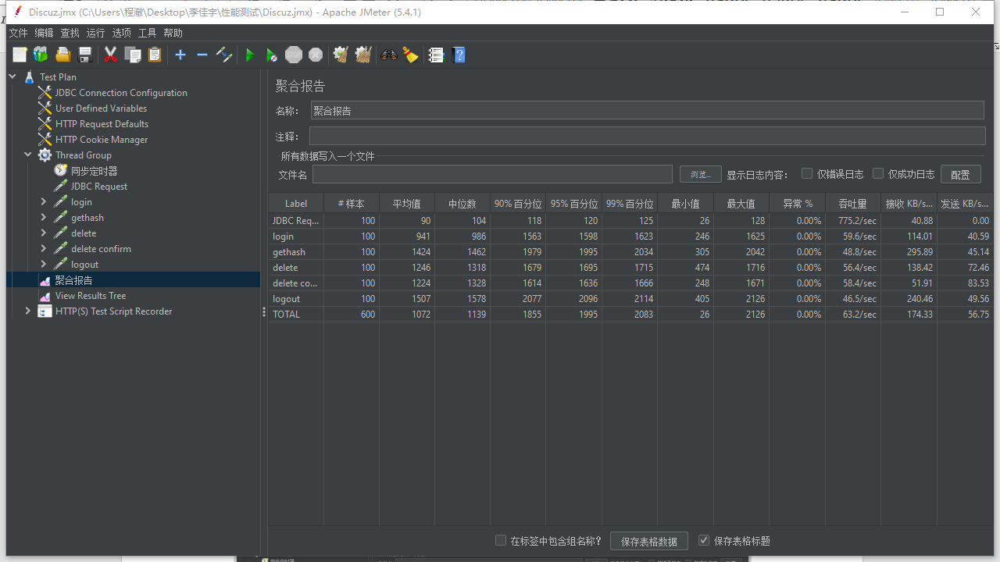 Discuz.jmx (C:\Users\程澈\Desktop\李佳宇\性能测试\Discuz.jmx) - Apache JMeter (5.4.1)
文件 编辑 查找 运行 选项 工具 帮助
Test Plan
JDBC Connection Configuration
User Defined Variables
HTTP Request Defaults
HTTP Cookie Manager
Thread Group
同步定时器
JDBC Request
login
gethash
delete
delete confirm
logout
聚合报告
View Results Tree
HTTP(S) Test Script Recorder
聚合报告
名称: 聚合报告
注释:
所有数据写入一个文件
文件名 浏览... 显示日志内容: 仅错误日志 仅成功日志 配置
Label # 样本 平均值 中位数 90% 百分位 95% 百分位 99% 百分位 最小值 最大值 异常 % 吞吐量 接收 KB/s... 发送 KB/s...
JDBC Req... 100 90 104 118 120 125 26 128 0.00% 775.2/sec 40.88 0.00
login 100 941 986 1563 1598 1623 246 1625 0.00% 59.6/sec 114.01 40.59
gethash 100 1424 1462 1979 1995 2034 305 2042 0.00% 48.8/sec 295.89 45.14
delete 100 1246 1318 1679 1695 1715 474 1716 0.00% 56.4/sec 138.42 72.46
delete co... 100 1224 1328 1614 1636 1666 248 1671 0.00% 58.4/sec 51.91 83.53
logout 100 1507 1578 2077 2096 2114 405 2126 0.00% 46.5/sec 240.46 49.56
TOTAL 600 1072 1139 1855 1995 2083 26 2126 0.00% 63.2/sec 174.33 56.75
在标签中包含组名称? 保存表格数据 保存表格标题